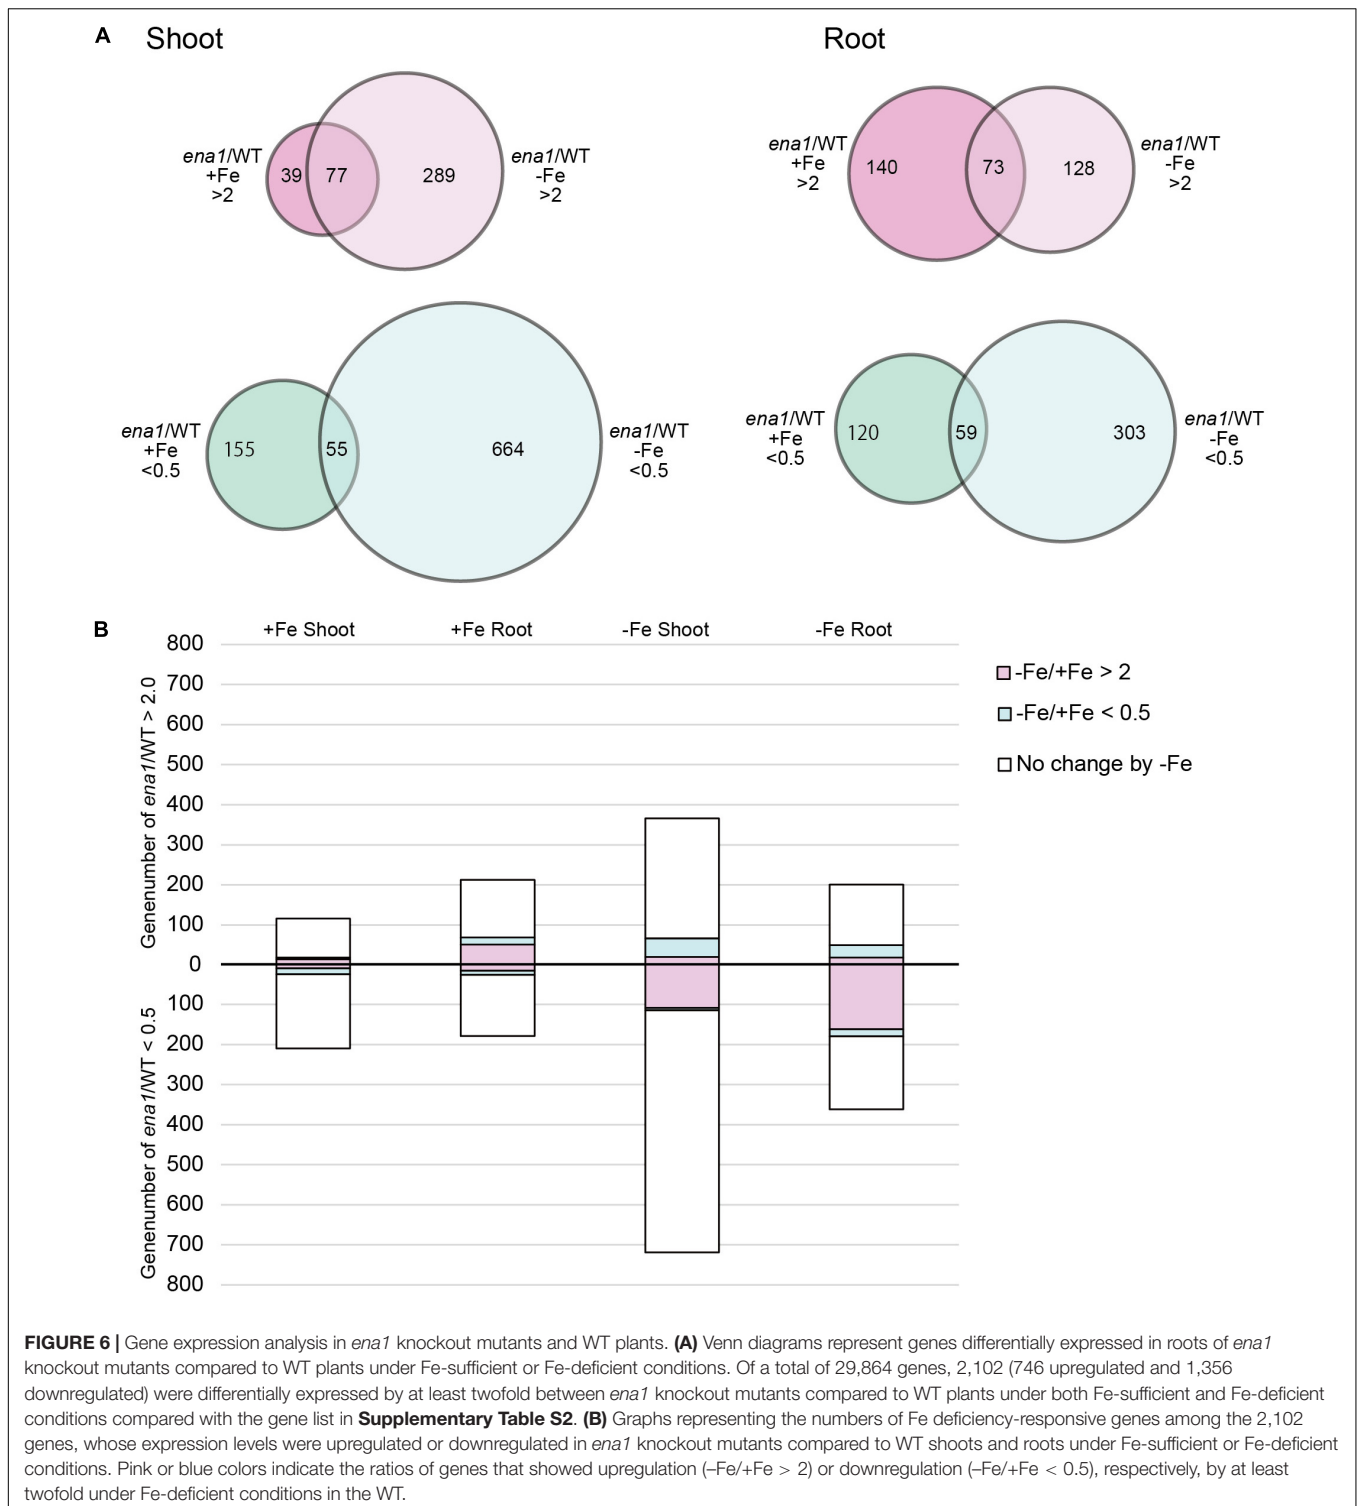 A Shoot Root
ena1/WT
+Fe
>2
39 77 289
ena1/WT
-Fe
>2
ena1/WT
+Fe
>2
140 73 128
ena1/WT
-Fe
>2
ena1/WT
+Fe
<0.5
155 55 664
ena1/WT
-Fe
<0.5
ena1/WT
+Fe
<0.5
120 59 303
ena1/WT
-Fe
<0.5
B +Fe Shoot +Fe Root -Fe Shoot -Fe Root
Genenumber of ena1/WT > 2.0
Genenumber of ena1/WT < 0.5
800
700
600
500
400
300
200
100
0
100
200
300
400
500
600
700
800
-Fe/+Fe > 2
-Fe/+Fe < 0.5
No change by -Fe
FIGURE 6 | Gene expression analysis in ena1 knockout mutants and WT plants. (A) Venn diagrams represent genes differentially expressed in roots of ena1
knockout mutants compared to WT plants under Fe-sufficient or Fe-deficient conditions. Of a total of 29,864 genes, 2,102 (746 upregulated and 1,356
downregulated) were differentially expressed by at least twofold between ena1 knockout mutants compared to WT plants under both Fe-sufficient and Fe-deficient
conditions compared with the gene list in Supplementary Table S2. (B) Graphs representing the numbers of Fe deficiency-responsive genes among the 2,102
genes, whose expression levels were upregulated or downregulated in ena1 knockout mutants compared to WT shoots and roots under Fe-sufficient or Fe-deficient
conditions. Pink or blue colors indicate the ratios of genes that showed upregulation (–Fe/+Fe > 2) or downregulation (–Fe/+Fe < 0.5), respectively, by at least
twofold under Fe-deficient conditions in the WT.